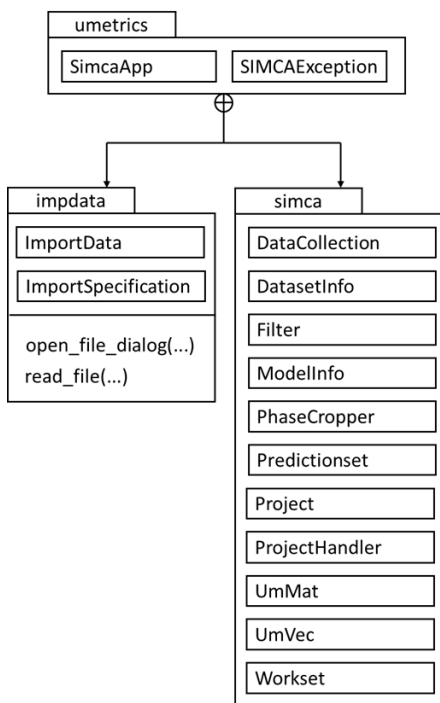 umetrics
SimcaApp
SIMCAException
impdata
ImportData
ImportSpecification
open_file_dialog(...)
read_file(...)
simca
DataCollection
DatasetInfo
Filter
ModelInfo
PhaseCropper
Predictionset
Project
ProjectHandler
UmMat
UmVec
Workset